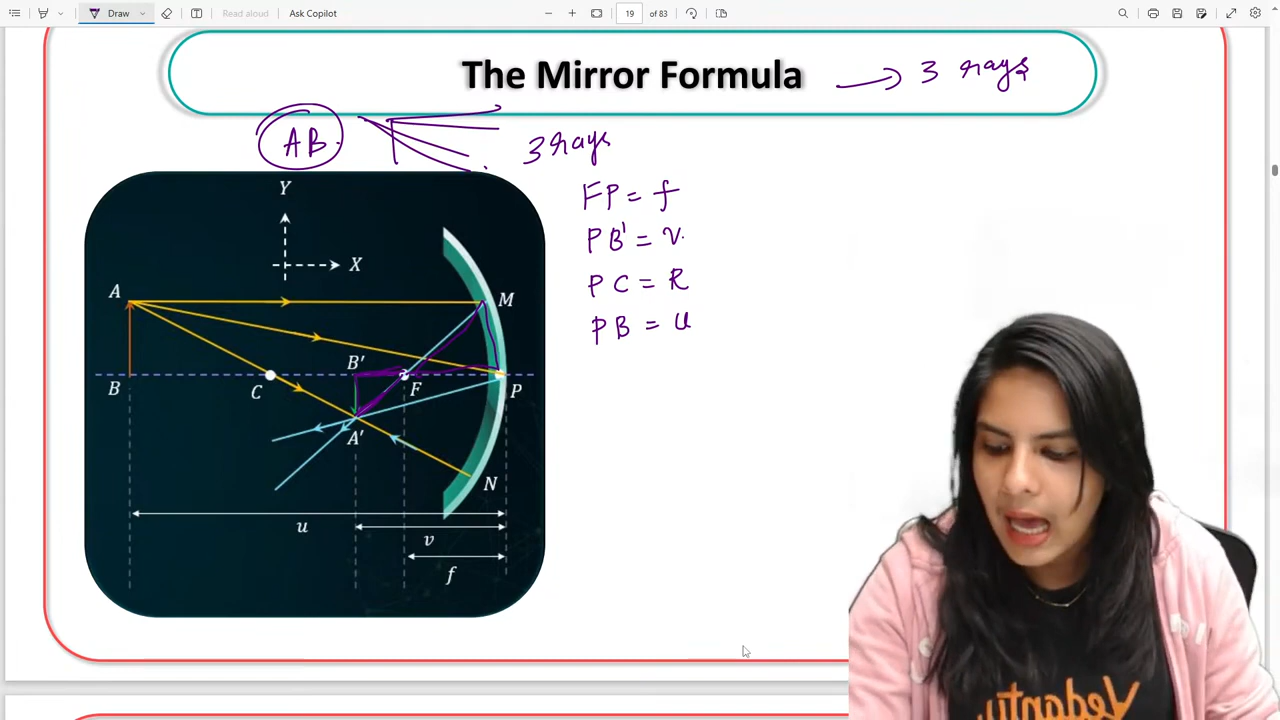 Draw
Read aloud
Ask Copilot
19 of 83
The Mirror Formula → 3 rays
AB
3 rays
FP = f
PB' = v
PC = R
PB = u
Y
X
A
M
B'
B
C
F
P
A'
N
u
v
f
Vedantu